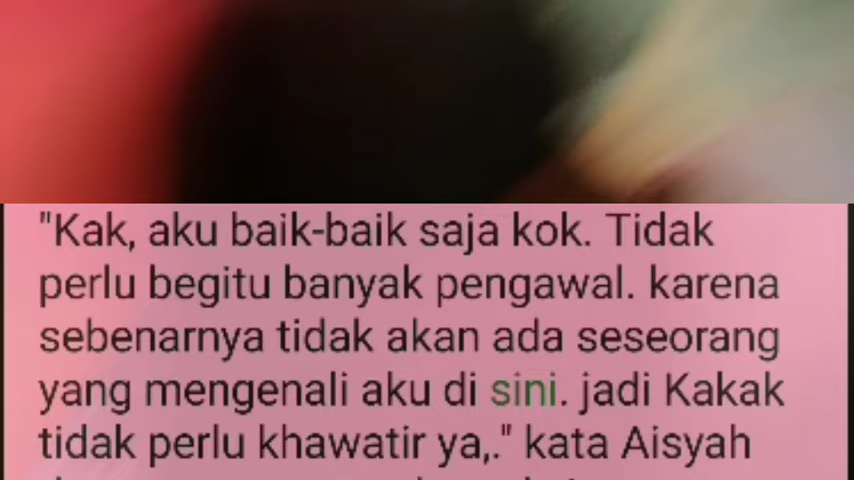 "Kak, aku baik-baik saja kok. Tidak
perlu begitu banyak pengawal. karena
sebenarnya tidak akan ada seseorang
yang mengenali aku di sini. jadi Kakak
tidak perlu khawatir ya,." kata Aisyah